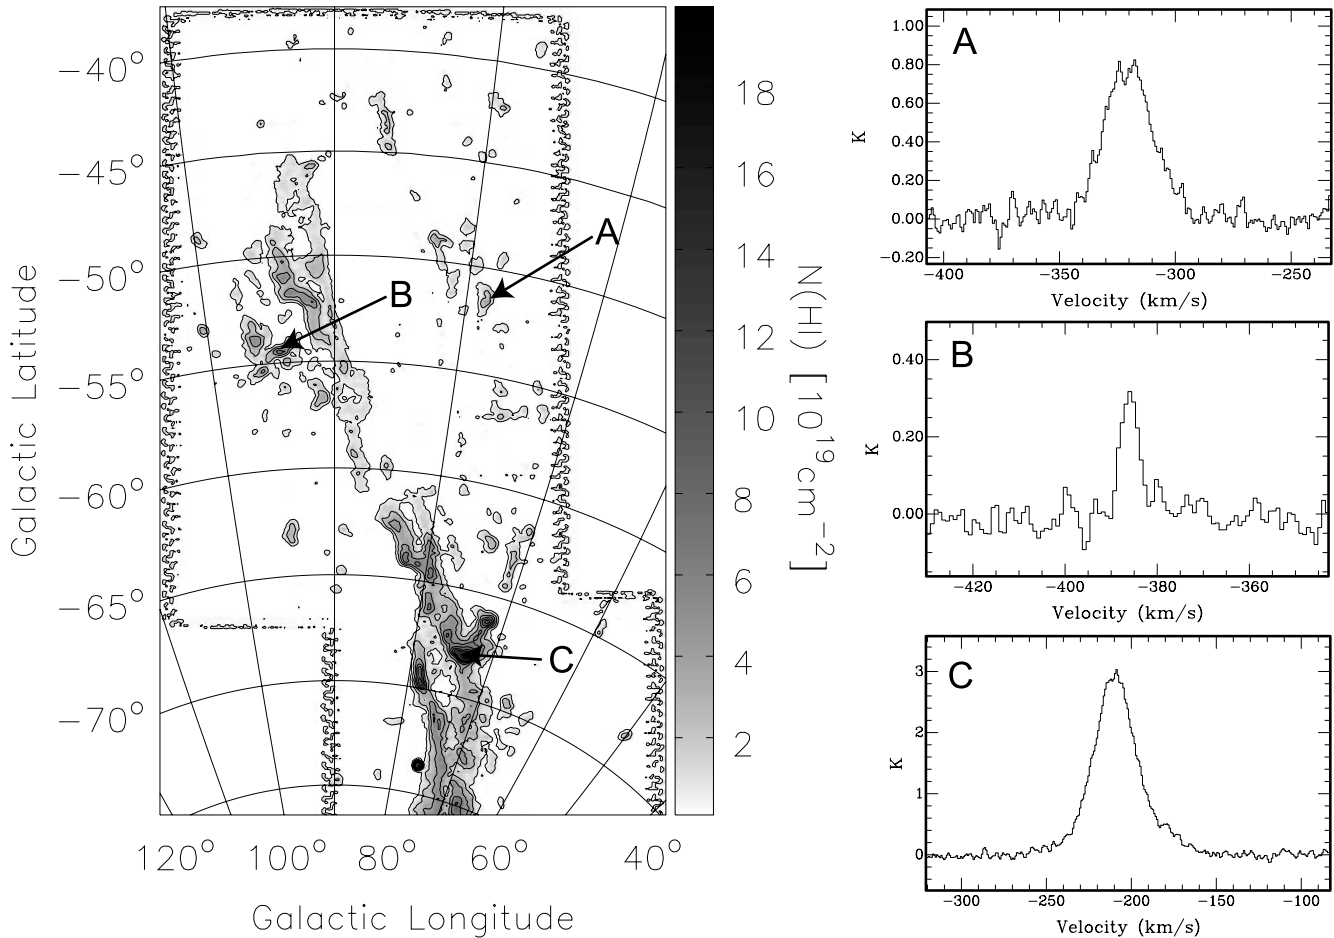 −40°
−45°
−50°
−55°
−60°
−65°
−70°
Galactic Latitude
120° 100° 80° 60° 40°
Galactic Longitude
A
B
C
18
16
14
12
10
8
6
4
2
N(HI) [10^19 cm^−2]
A
1.00
0.80
0.60
0.40
0.20
0.00
−0.20
K
−400 −350 −300 −250
Velocity (km/s)
B
0.40
0.20
0.00
K
−420 −400 −380 −360
Velocity (km/s)
C
3
2
1
0
K
−300 −250 −200 −150 −100
Velocity (km/s)